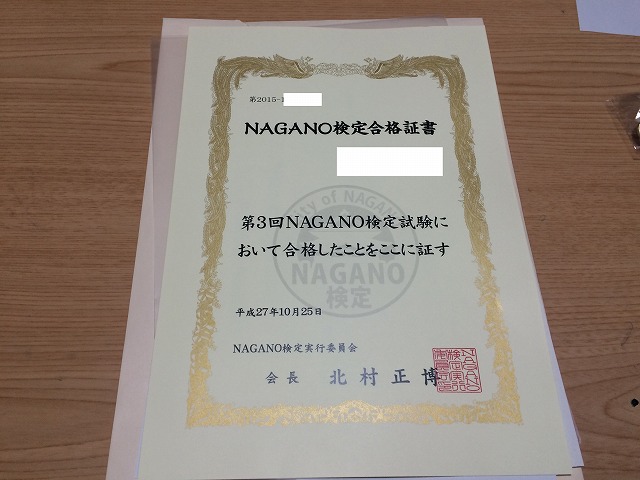 第2015-1
NAGANO検定合格証書
City of NAGANO
第3回NAGANO検定試験に
おいて合格したことをここに証す
NAGANO
検定
平成27年10月25日
NAGANO検定実行委員会
会長 北村正博